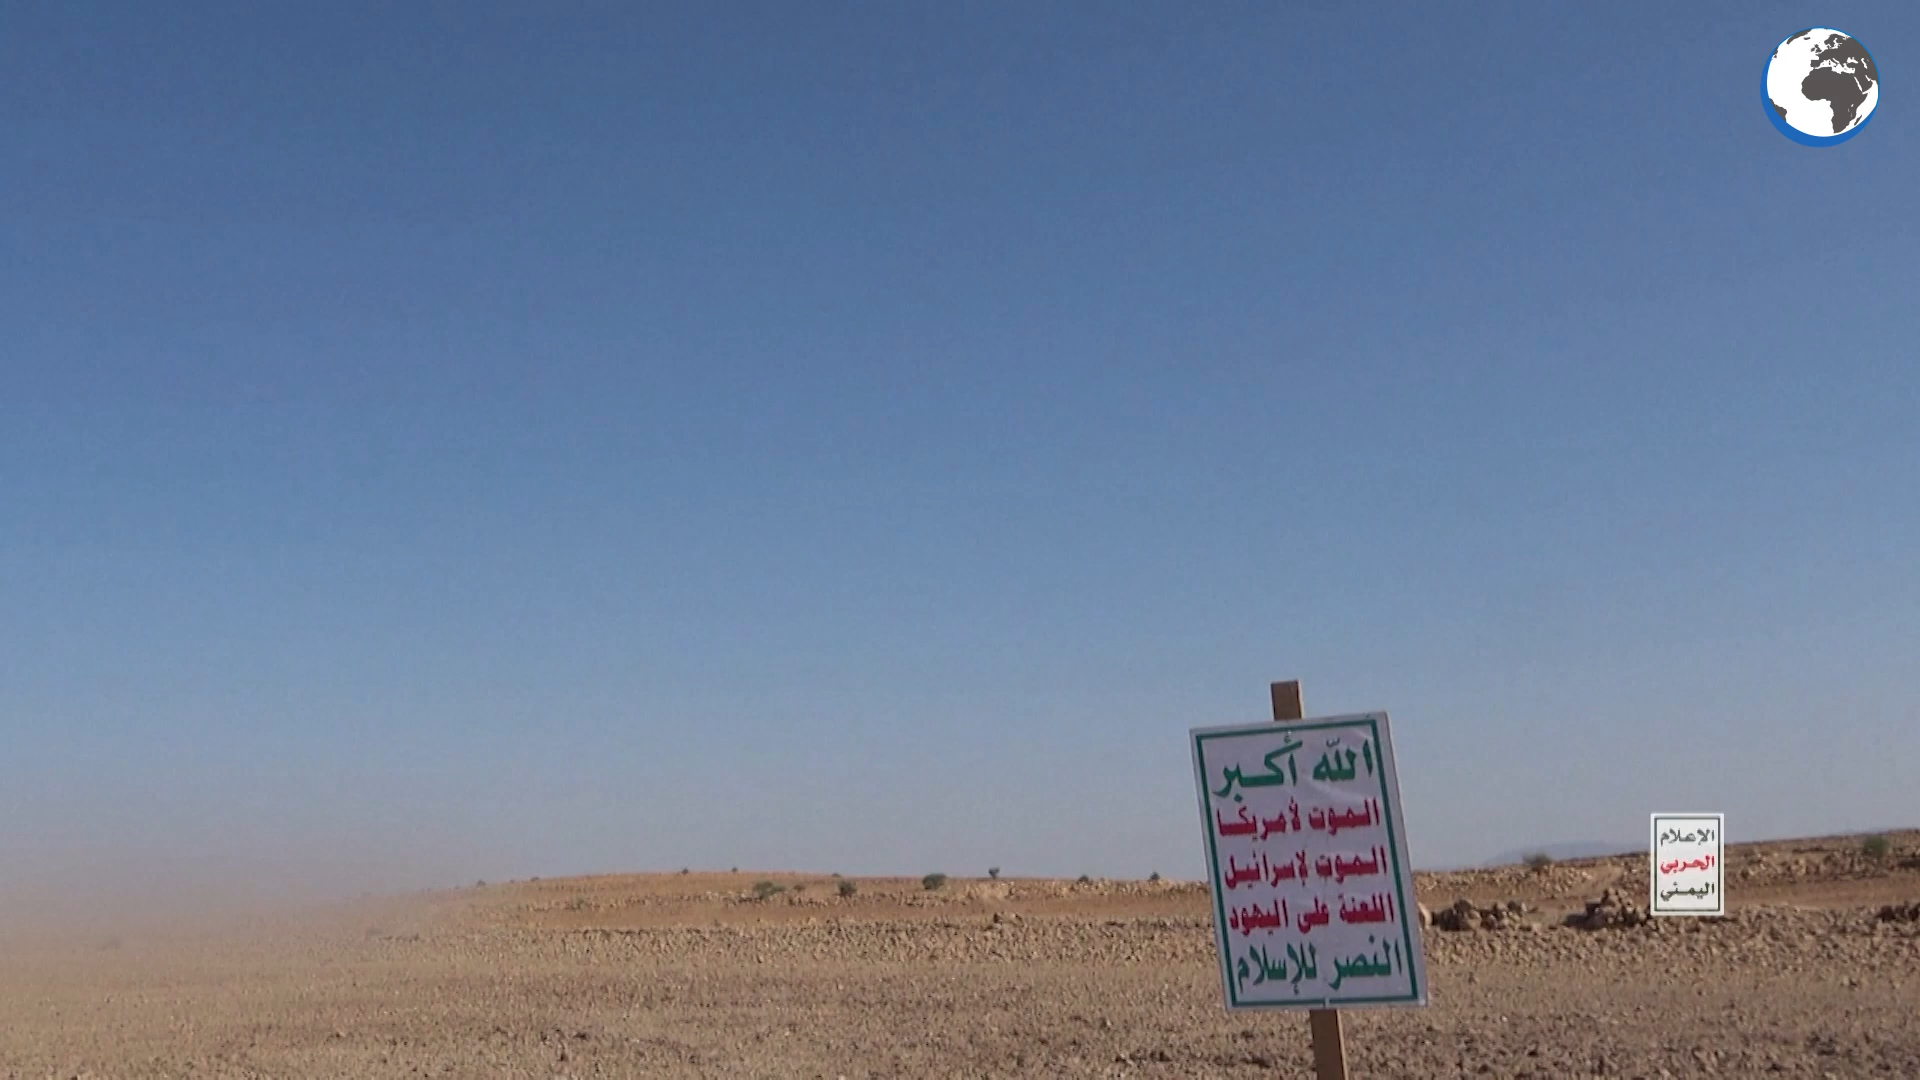 الله أكبر
الموت لأمريكا
الموت لإسرائيل
اللعنة على اليهود
النصر للإسلام
الإعلام
الحربي
اليمني